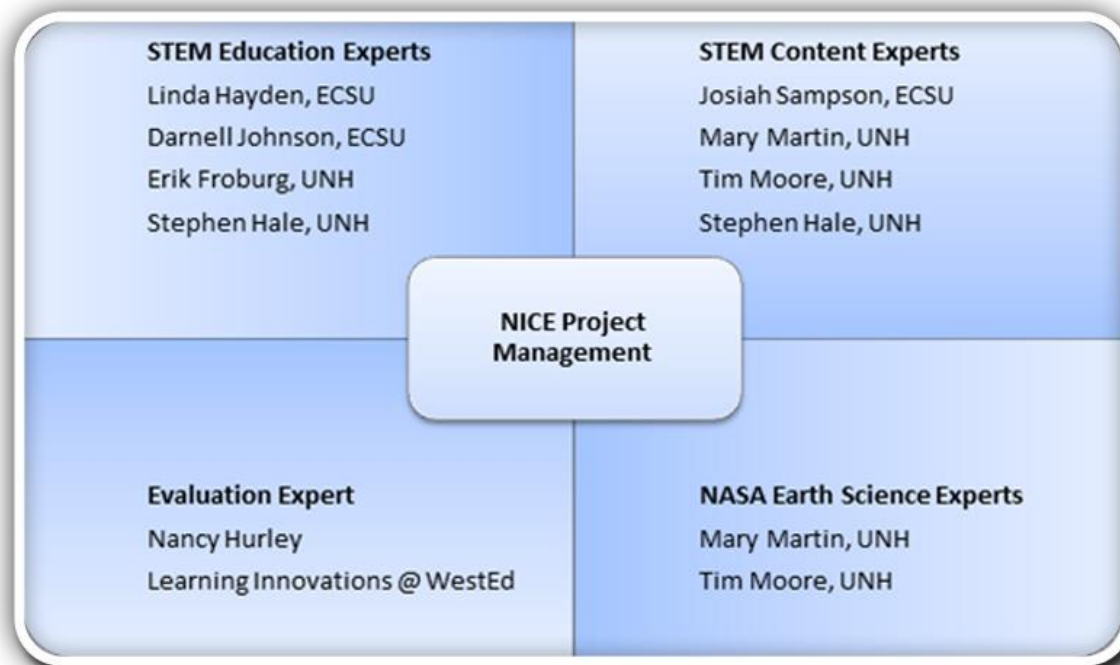 STEM Education Experts
Linda Hayden, ECSU
Darnell Johnson, ECSU
Erik Froburg, UNH
Stephen Hale, UNH
STEM Content Experts
Josiah Sampson, ECSU
Mary Martin, UNH
Tim Moore, UNH
Stephen Hale, UNH
NICE Project
Management
Evaluation Expert
Nancy Hurley
Learning Innovations @ WestEd
NASA Earth Science Experts
Mary Martin, UNH
Tim Moore, UNH